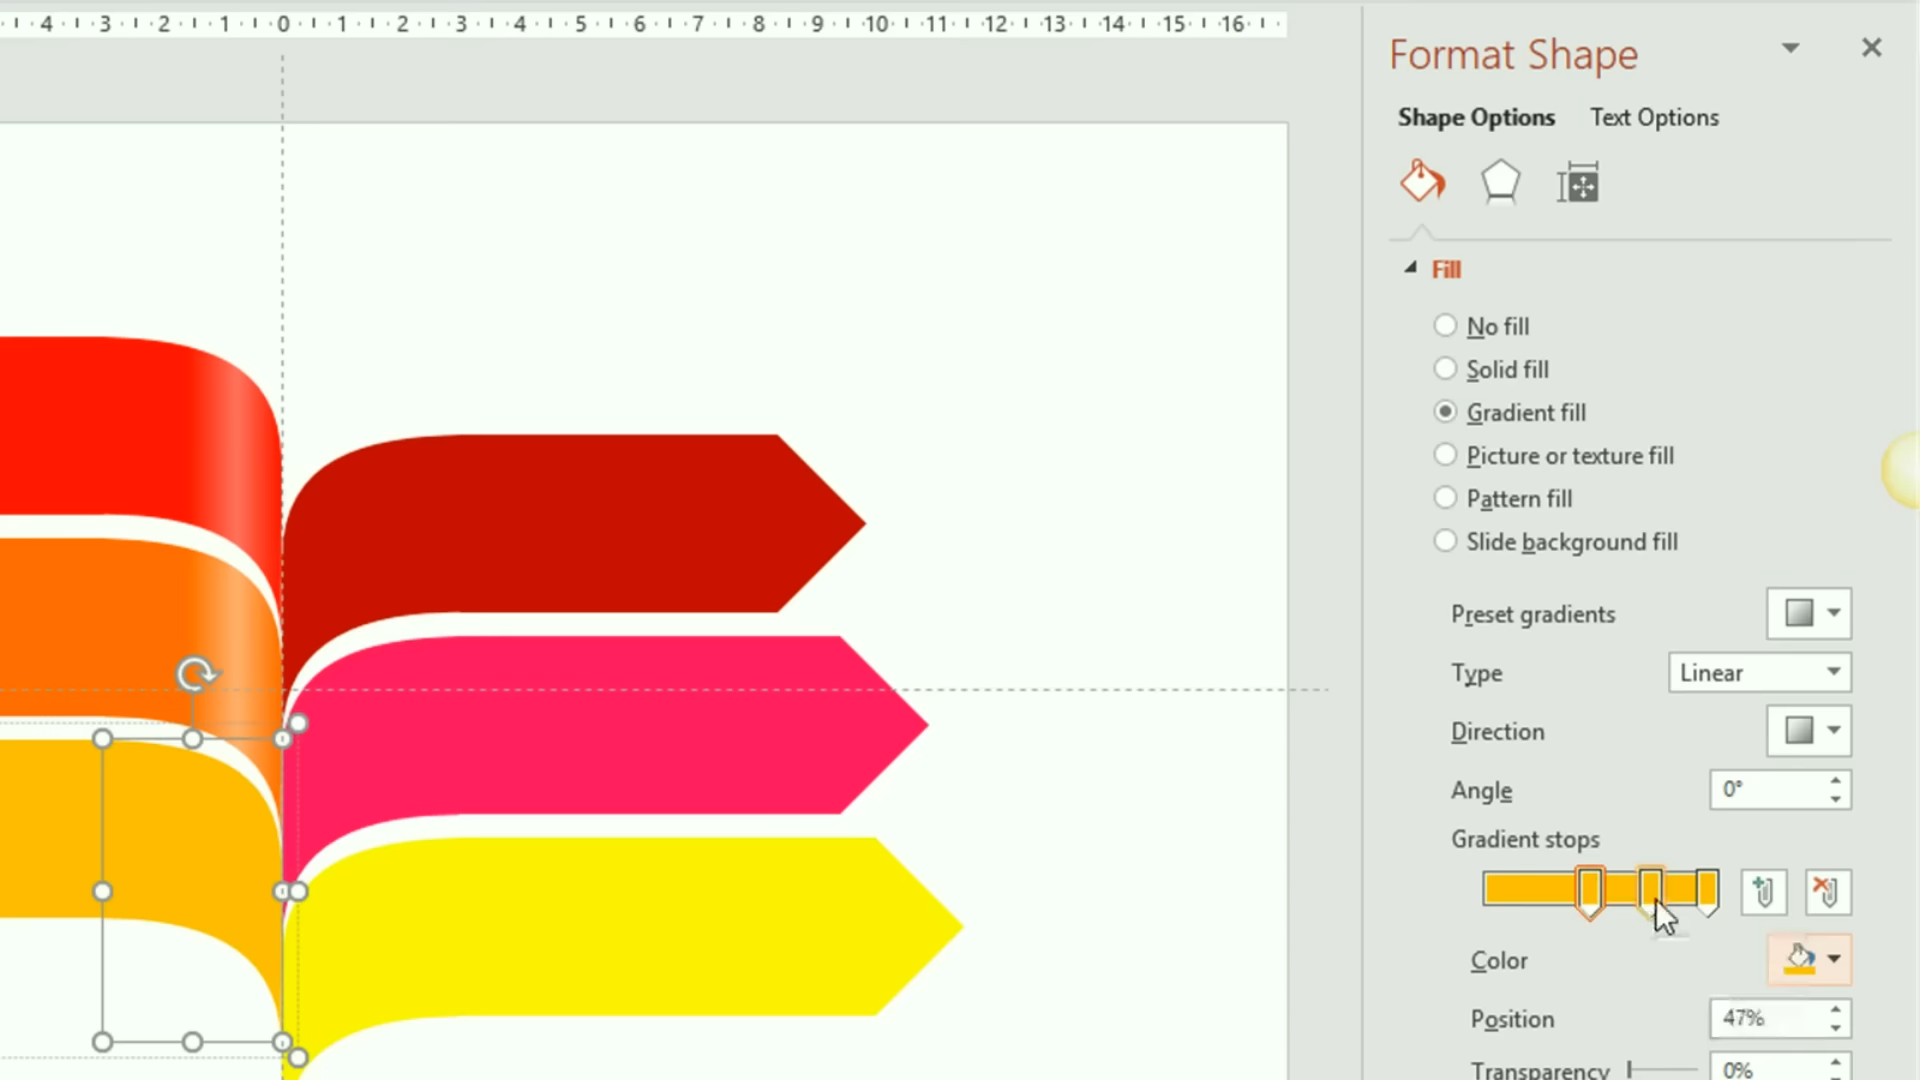 4 3 2 1 0 1 2 3 4 5 6 7 8 9 10 11 12 13 14 15 16
Format Shape
Shape Options Text Options
Fill
No fill
Solid fill
Gradient fill
Picture or texture fill
Pattern fill
Slide background fill
Preset gradients
Type Linear
Direction
Angle 0°
Gradient stops
Color
Position 47%
Transparency 0%